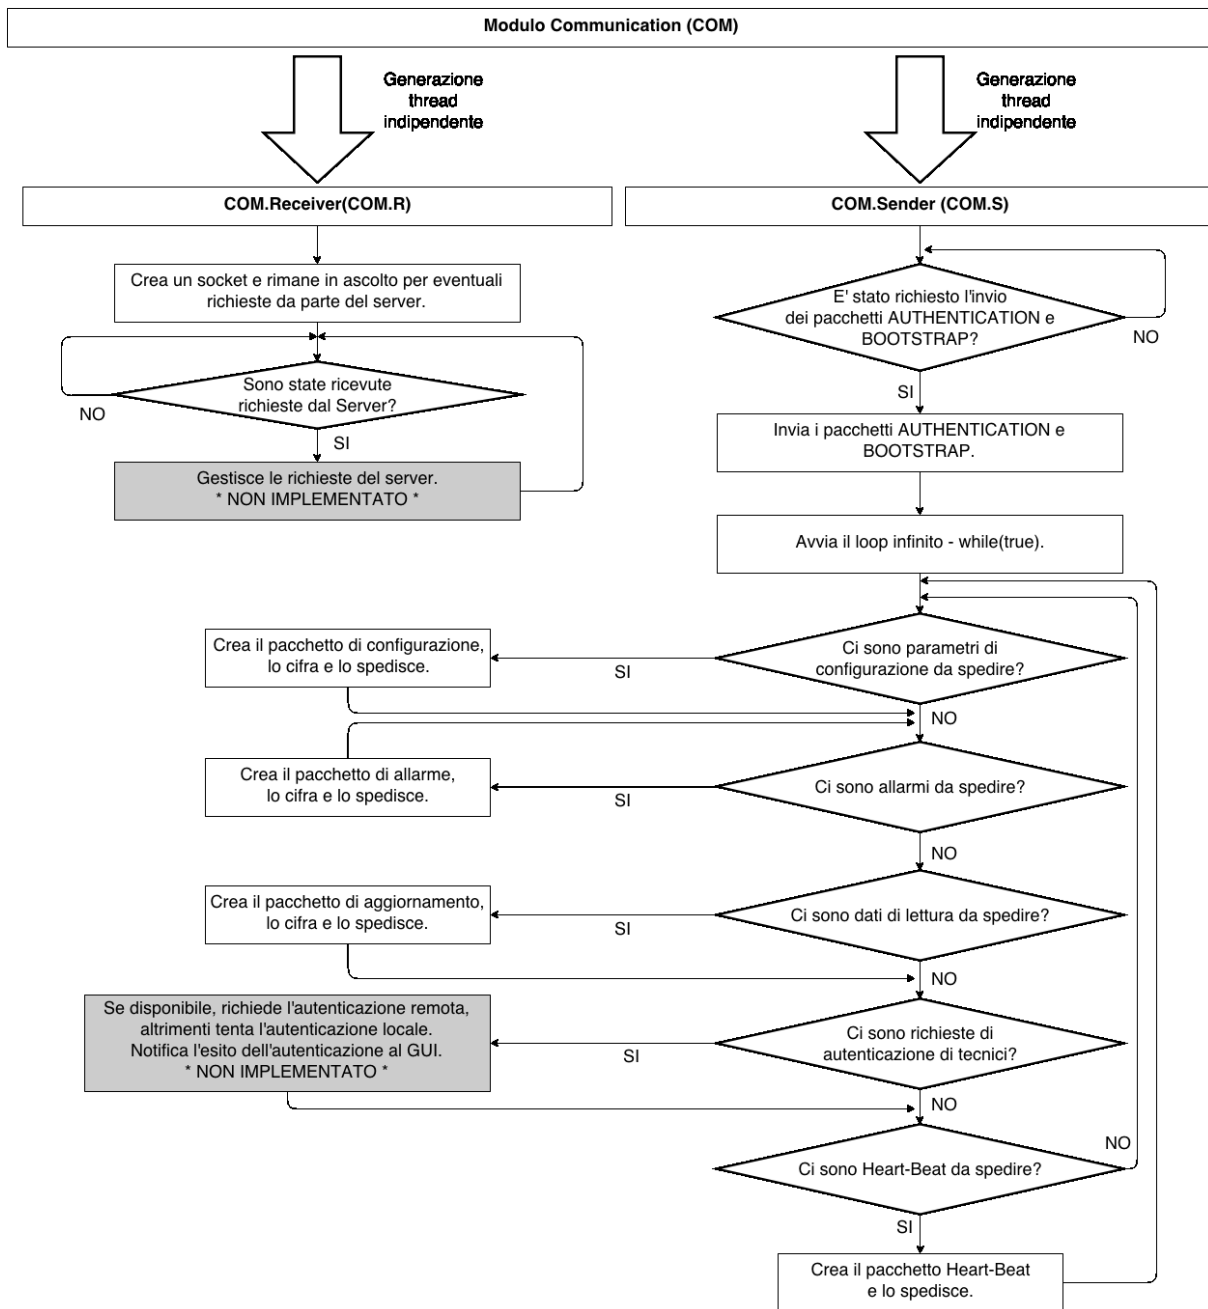 Modulo Communication (COM)
Generazione
thread
indipendente
Generazione
thread
indipendente
COM.Receiver(COM.R)
COM.Sender (COM.S)
Crea un socket e rimane in ascolto per eventuali
richieste da parte del server.
Sono state ricevute
richieste dal Server?
NO
SI
Gestisce le richieste del server.
* NON IMPLEMENTATO *
E' stato richiesto l'invio
dei pacchetti AUTHENTICATION e
BOOTSTRAP?
NO
SI
Invia i pacchetti AUTHENTICATION e
BOOTSTRAP.
Avvia il loop infinito - while(true).
Ci sono parametri di
configurazione da spedire?
SI
Crea il pacchetto di configurazione,
lo cifra e lo spedisce.
NO
Ci sono allarmi da spedire?
SI
Crea il pacchetto di allarme,
lo cifra e lo spedisce.
NO
Ci sono dati di lettura da spedire?
SI
Crea il pacchetto di aggiornamento,
lo cifra e lo spedisce.
NO
Ci sono richieste di
autenticazione di tecnici?
SI
Se disponibile, richiede l'autenticazione remota,
altrimenti tenta l'autenticazione locale.
Notifica l'esito dell'autenticazione al GUI.
* NON IMPLEMENTATO *
NO
Ci sono Heart-Beat da spedire?
NO
SI
Crea il pacchetto Heart-Beat
e lo spedisce.